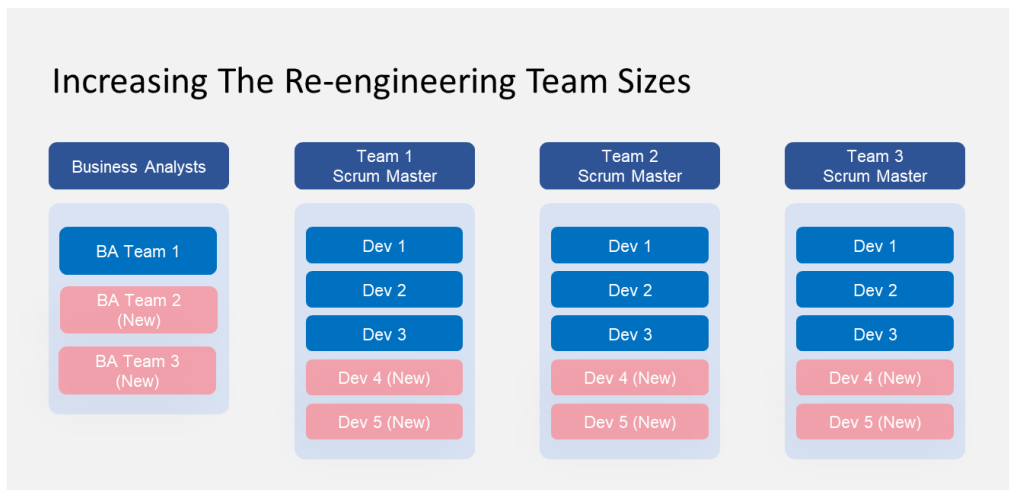 Increasing The Re-engineering Team Sizes
Business Analysts
BA Team 1
BA Team 2
(New)
BA Team 3
(New)
Team 1
Scrum Master
Dev 1
Dev 2
Dev 3
Dev 4 (New)
Dev 5 (New)
Team 2
Scrum Master
Dev 1
Dev 2
Dev 3
Dev 4 (New)
Dev 5 (New)
Team 3
Scrum Master
Dev 1
Dev 2
Dev 3
Dev 4 (New)
Dev 5 (New)